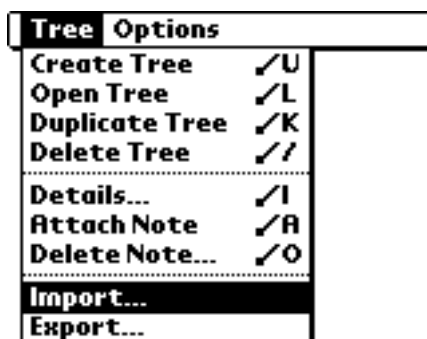 Tree Options
Create Tree /U
Open Tree /L
Duplicate Tree /K
Delete Tree //
Details... /I
Attach Note /A
Delete Note... /O
Import...
Export...